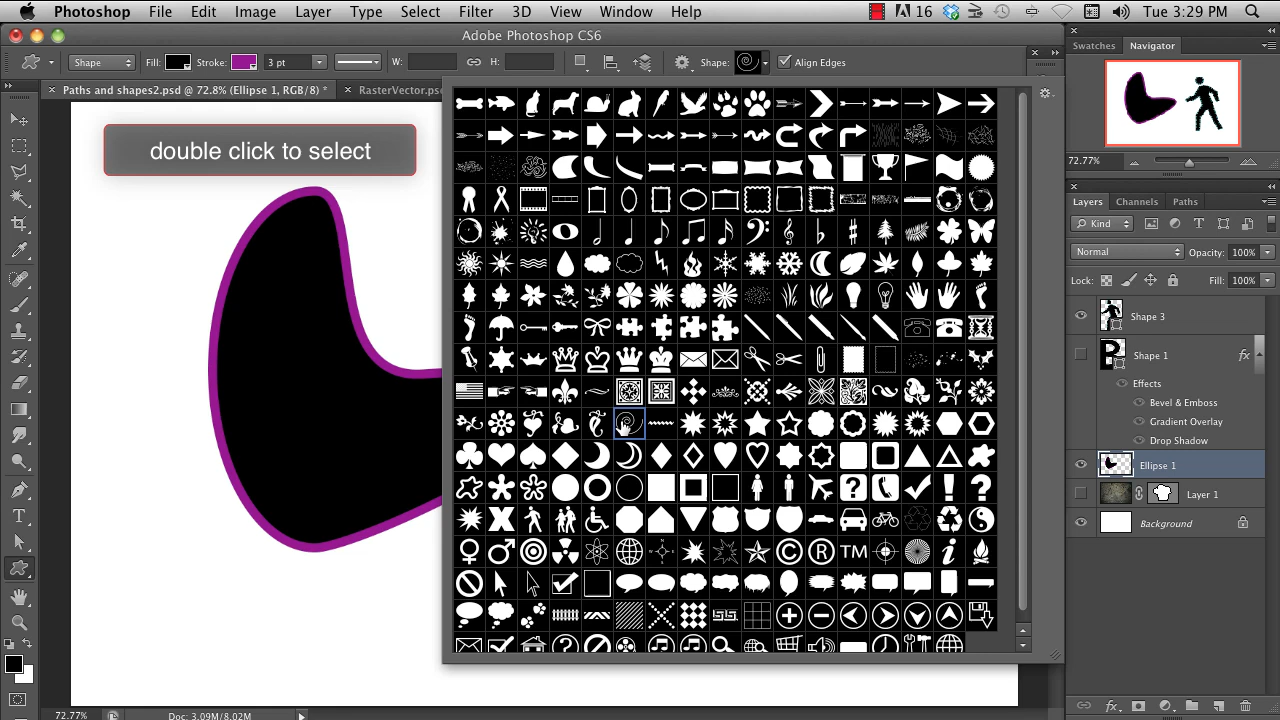 Photoshop File Edit Image Layer Type Select Filter 3D View Window Help 16 Tue 3:29 PM
Adobe Photoshop CS6
Shape Fill: Stroke: 3 pt W: H: Shape: Align Edges
Paths and shapes2.psd @ 72.8% (Ellipse 1, RGB/8) * RasterVector.psd
double click to select
TM
72.77% Doc: 3.09M/8.02M
Swatches Navigator
72.77%
Layers Channels Paths
Kind
Normal Opacity: 100%
Lock: Fill: 100%
Shape 3
Shape 1 fx
Effects
Bevel & Emboss
Gradient Overlay
Drop Shadow
Ellipse 1
Layer 1
Background
fx